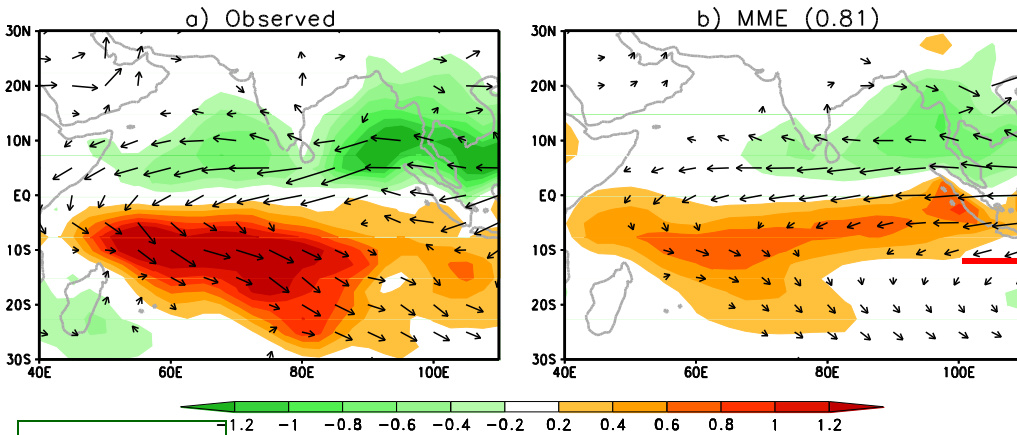 a) Observed
b) MME (0.81)
30N 30N
20N 20N
10N 10N
EQ EQ
10S 10S
20S 20S
30S 30S
40E 60E 80E 100E 40E 60E 80E 100E
-1.2 -1 -0.8 -0.6 -0.4 -0.2 0.2 0.4 0.6 0.8 1 1.2